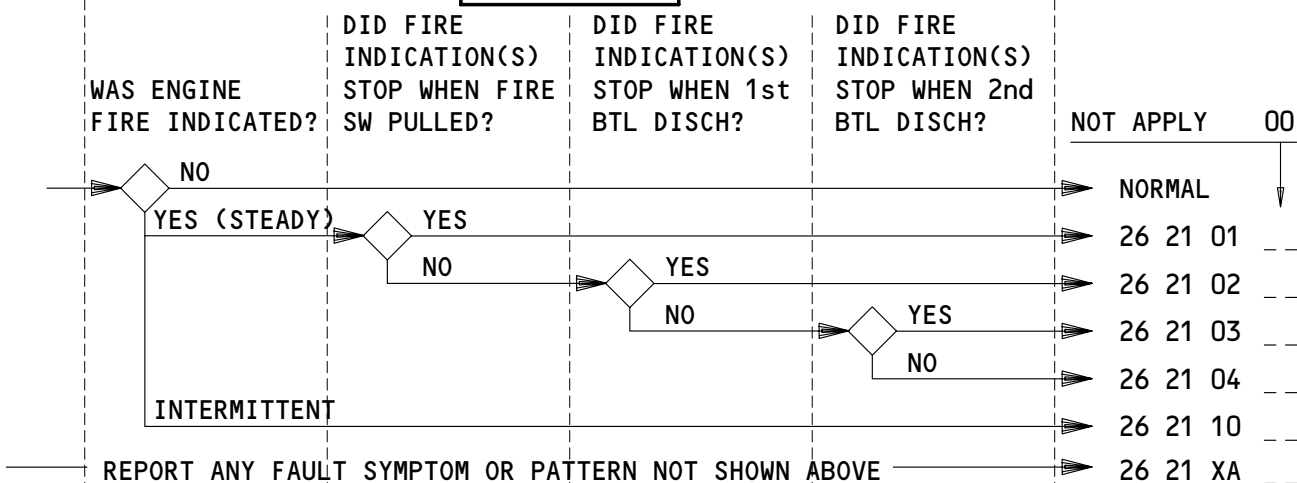 DID FIRE
INDICATION(S)
STOP WHEN FIRE
SW PULLED?
DID FIRE
INDICATION(S)
STOP WHEN 1st
BTL DISCH?
DID FIRE
INDICATION(S)
STOP WHEN 2nd
BTL DISCH?
WAS ENGINE
FIRE INDICATED?
NOT APPLY 00
NO
NORMAL
YES (STEADY)
YES
26 21 01 _ _
NO
YES
26 21 02 _ _
NO
YES
26 21 03 _ _
NO
26 21 04 _ _
INTERMITTENT
26 21 10 _ _
REPORT ANY FAULT SYMPTOM OR PATTERN NOT SHOWN ABOVE
26 21 XA _ _